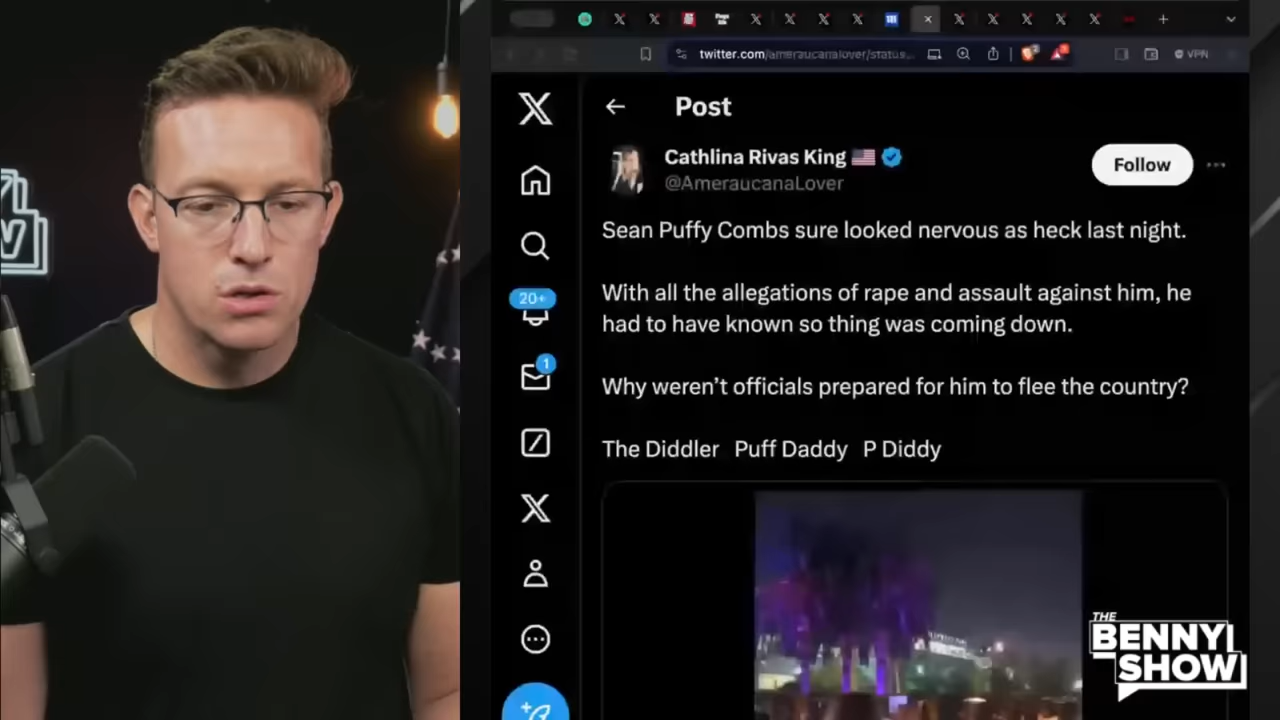 twitter.com/ameraucanalover/status...
VPN
Post
Cathlina Rivas King
@AmeraucanaLover
Follow
Sean Puffy Combs sure looked nervous as heck last night.
With all the allegations of rape and assault against him, he
had to have known so thing was coming down.
Why weren't officials prepared for him to flee the country?
The Diddler Puff Daddy P Diddy
20+
1
THE
BENNY
SHOW